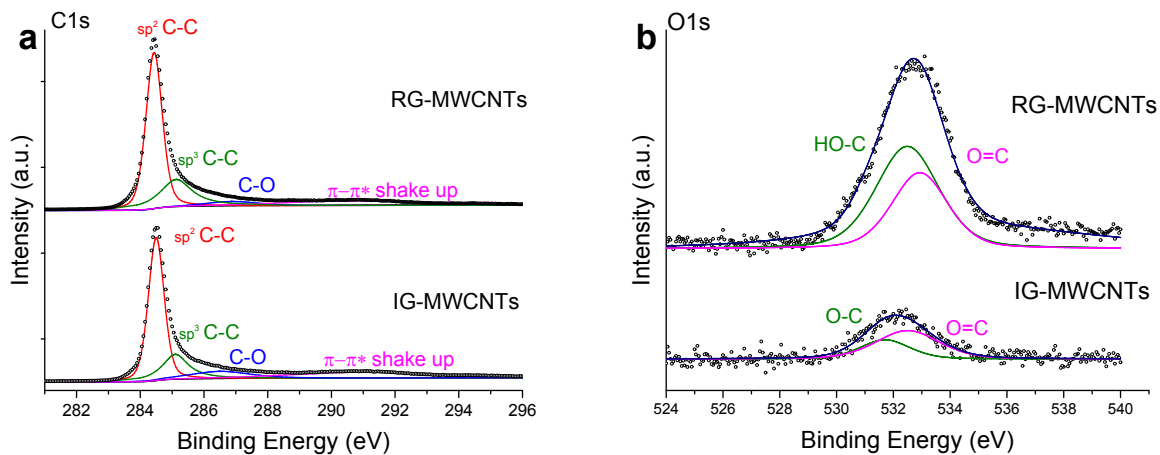 a
C1s
sp² C-C
RG-MWCNTs
sp³ C-C
C-O
π–π* shake up
sp² C-C
IG-MWCNTs
sp³ C-C
C-O
π–π* shake up
Intensity (a.u.)
282 284 286 288 290 292 294 296
Binding Energy (eV)
b
O1s
RG-MWCNTs
HO-C
O=C
IG-MWCNTs
O-C
O=C
Intensity (a.u.)
524 526 528 530 532 534 536 538 540
Binding Energy (eV)